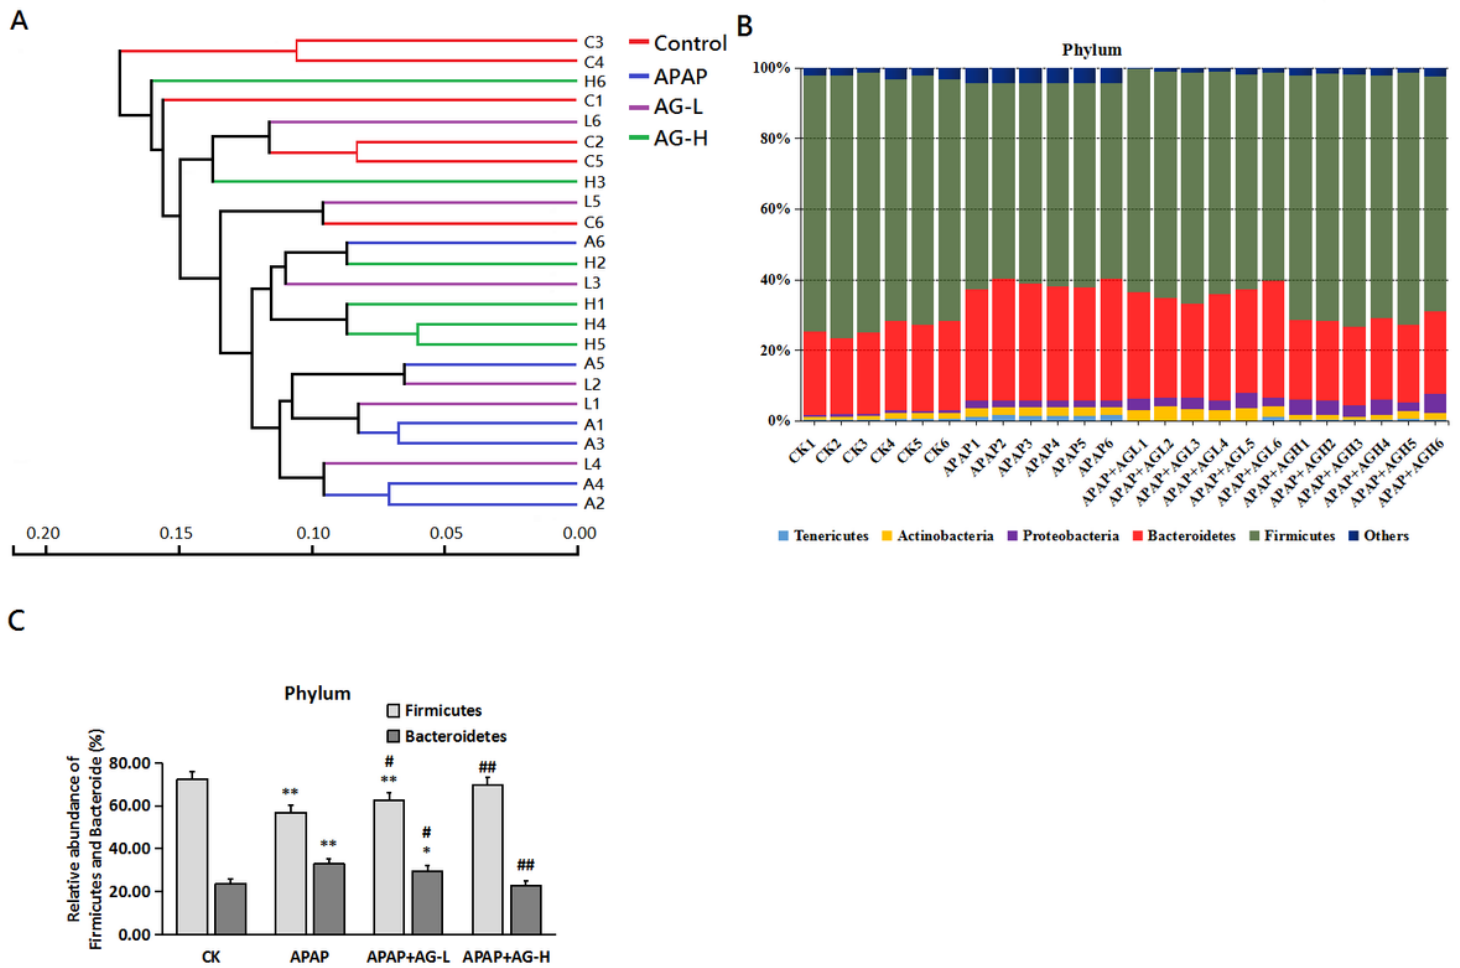 A
C3
C4
H6
C1
L6
C2
C5
H3
L5
C6
A6
H2
L3
H1
H4
H5
A5
L2
L1
A1
A3
L4
A4
A2
Control
APAP
AG-L
AG-H
0.20 0.15 0.10 0.05 0.00
B
Phylum
100%
80%
60%
40%
20%
0%
CK1 CK2 CK3 CK4 CK5 CK6 APAP1 APAP2 APAP3 APAP4 APAP5 APAP6 APAP+AGL1 APAP+AGL2 APAP+AGL3 APAP+AGL4 APAP+AGL5 APAP+AGL6 APAP+AGH1 APAP+AGH2 APAP+AGH3 APAP+AGH4 APAP+AGH5 APAP+AGH6
Tenericutes Actinobacteria Proteobacteria Bacteroidetes Firmicutes Others
C
Phylum
Firmicutes
Bacteroidetes
Relative abundance of
Firmicutes and Bacteroide (%)
80.00
60.00
40.00
20.00
0.00
**
**
#
**
#
*
##
##
CK APAP APAP+AG-L APAP+AG-H